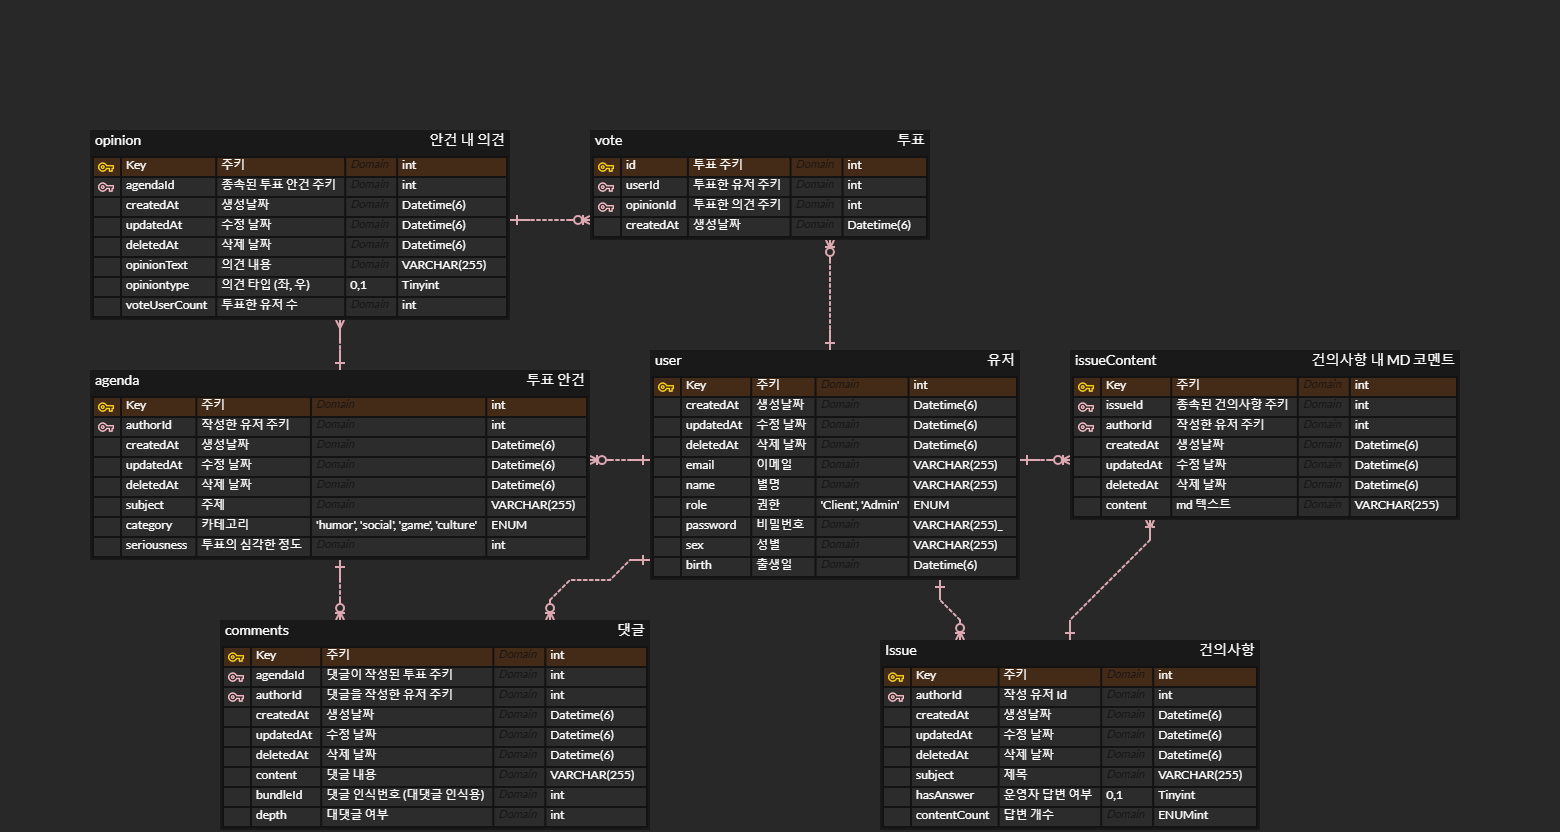 opinion 안건 내 의견
Key 주키 Domain int
agendaId 종속된 투표 안건 주키 Domain int
createdAt 생성날짜 Domain Datetime(6)
updatedAt 수정 날짜 Domain Datetime(6)
deletedAt 삭제 날짜 Domain Datetime(6)
opinionText 의견 내용 Domain VARCHAR(255)
opiniontype 의견 타입 (좌, 우) 0,1 Tinyint
voteUserCount 투표한 유저 수 Domain int
vote 투표
id 투표 주키 Domain int
userId 투표한 유저 주키 Domain int
opinionId 투표한 의견 주키 Domain int
createdAt 생성날짜 Domain Datetime(6)
agenda 투표 안건
Key 주키 Domain int
authorId 작성한 유저 주키 Domain int
createdAt 생성날짜 Domain Datetime(6)
updatedAt 수정 날짜 Domain Datetime(6)
deletedAt 삭제 날짜 Domain Datetime(6)
subject 주제 Domain VARCHAR(255)
category 카테고리 'humor', 'social', 'game', 'culture' ENUM
seriousness 투표의 심각한 정도 Domain int
user 유저
Key 주키 Domain int
createdAt 생성날짜 Domain Datetime(6)
updatedAt 수정 날짜 Domain Datetime(6)
deletedAt 삭제 날짜 Domain Datetime(6)
email 이메일 Domain VARCHAR(255)
name 별명 Domain VARCHAR(255)
role 권한 'Client', 'Admin' ENUM
password 비밀번호 Domain VARCHAR(255)_
sex 성별 Domain VARCHAR(255)
birth 출생일 Domain Datetime(6)
issueContent 건의사항 내 MD 코멘트
Key 주키 Domain int
issueId 종속된 건의사항 주키 Domain int
authorId 작성한 유저 주키 Domain int
createdAt 생성날짜 Domain Datetime(6)
updatedAt 수정 날짜 Domain Datetime(6)
deletedAt 삭제 날짜 Domain Datetime(6)
content md 텍스트 Domain VARCHAR(255)
comments 댓글
Key 주키 Domain int
agendaId 댓글이 작성된 투표 주키 Domain int
authorId 댓글을 작성한 유저 주키 Domain int
createdAt 생성날짜 Domain Datetime(6)
updatedAt 수정 날짜 Domain Datetime(6)
deletedAt 삭제 날짜 Domain Datetime(6)
content 댓글 내용 Domain VARCHAR(255)
bundleId 댓글 인식번호 (대댓글 인식용) Domain int
depth 대댓글 여부 Domain int
Issue 건의사항
Key 주키 Domain int
authorId 작성 유저 Id Domain int
createdAt 생성날짜 Domain Datetime(6)
updatedAt 수정 날짜 Domain Datetime(6)
deletedAt 삭제 날짜 Domain Datetime(6)
subject 제목 Domain VARCHAR(255)
hasAnswer 운영자 답변 여부 0,1 Tinyint
contentCount 답변 개수 Domain ENUMint